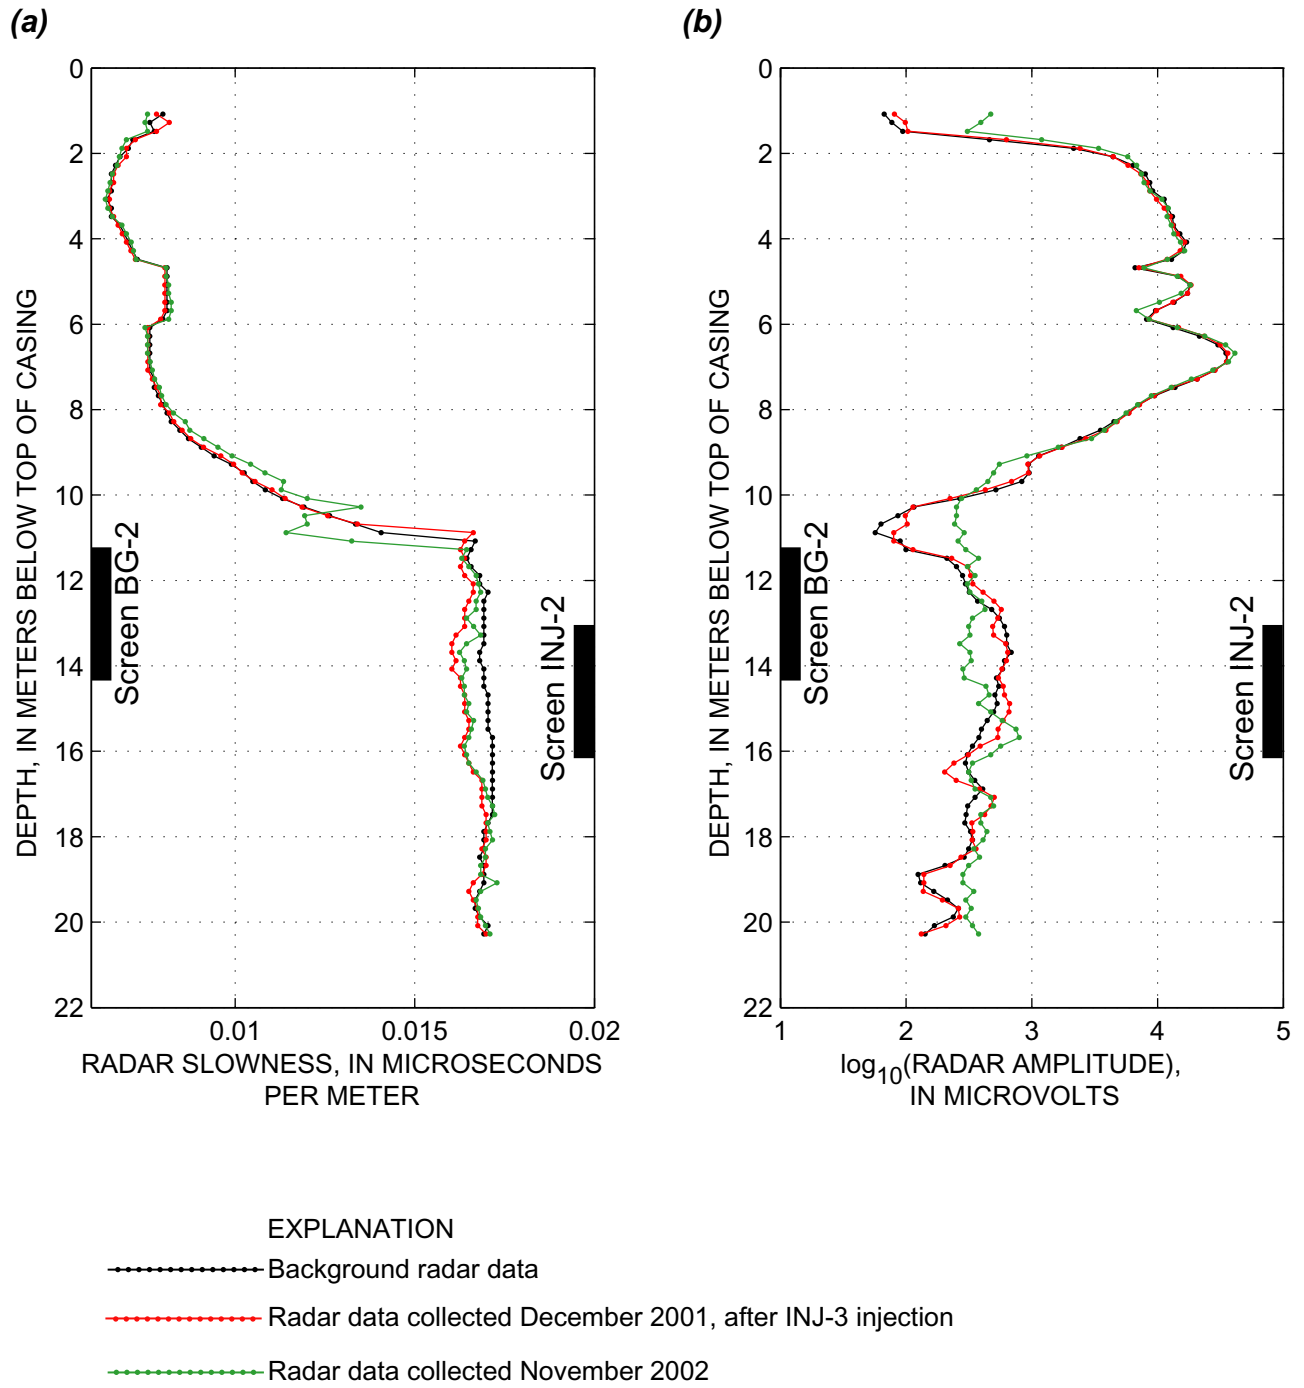 (a)
(b)
0
2
4
6
8
10
12
14
16
18
20
22
DEPTH, IN METERS BELOW TOP OF CASING
Screen BG-2
Screen INJ-2
0.01
0.015
0.02
RADAR SLOWNESS, IN MICROSECONDS
PER METER
0
2
4
6
8
10
12
14
16
18
20
22
DEPTH, IN METERS BELOW TOP OF CASING
Screen BG-2
Screen INJ-2
1
2
3
4
5
log10(RADAR AMPLITUDE),
IN MICROVOLTS
EXPLANATION
Background radar data
Radar data collected December 2001, after INJ-3 injection
Radar data collected November 2002